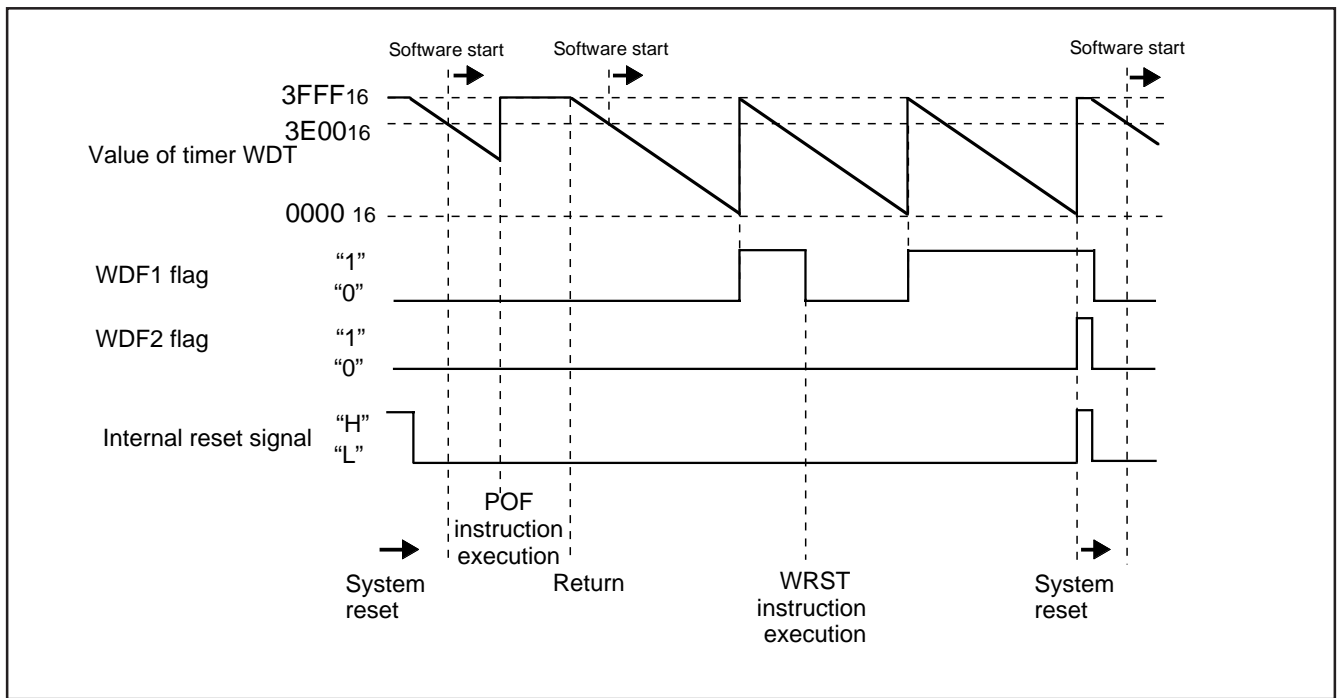 Software start
Software start
Software start
3FFF16
3E0016
Value of timer WDT
0000 16
WDF1 flag
“1”
“0”
WDF2 flag
“1”
“0”
Internal reset signal
“H”
“L”
POF
instruction
execution
System
reset
Return
WRST
instruction
execution
System
reset